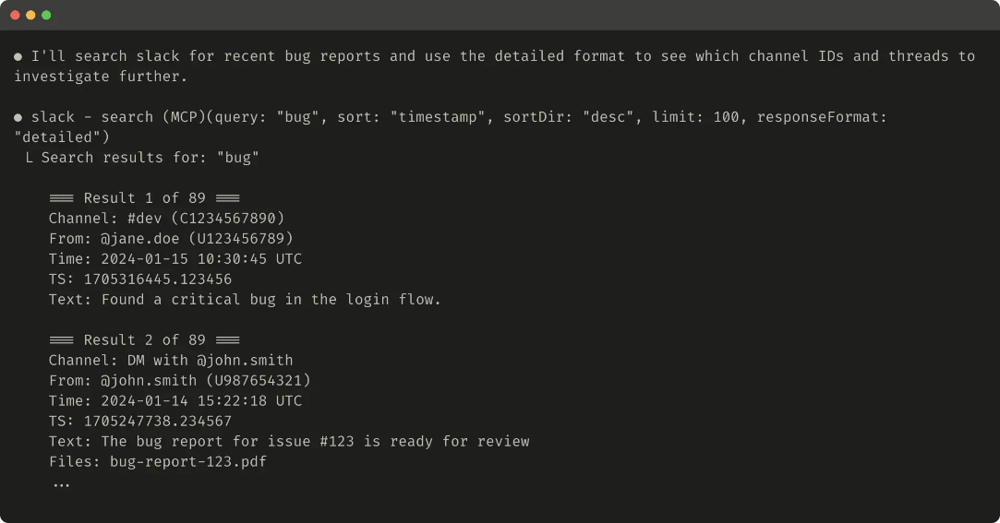 ● I'll search slack for recent bug reports and use the detailed format to see which channel IDs and threads to
investigate further.
● slack - search (MCP)(query: "bug", sort: "timestamp", sortDir: "desc", limit: 100, responseFormat:
"detailed")
└ Search results for: "bug"
=== Result 1 of 89 ===
Channel: #dev (C1234567890)
From: @jane.doe (U123456789)
Time: 2024-01-15 10:30:45 UTC
TS: 1705316445.123456
Text: Found a critical bug in the login flow.
=== Result 2 of 89 ===
Channel: DM with @john.smith
From: @john.smith (U987654321)
Time: 2024-01-14 15:22:18 UTC
TS: 1705247738.234567
Text: The bug report for issue #123 is ready for review
Files: bug-report-123.pdf
...